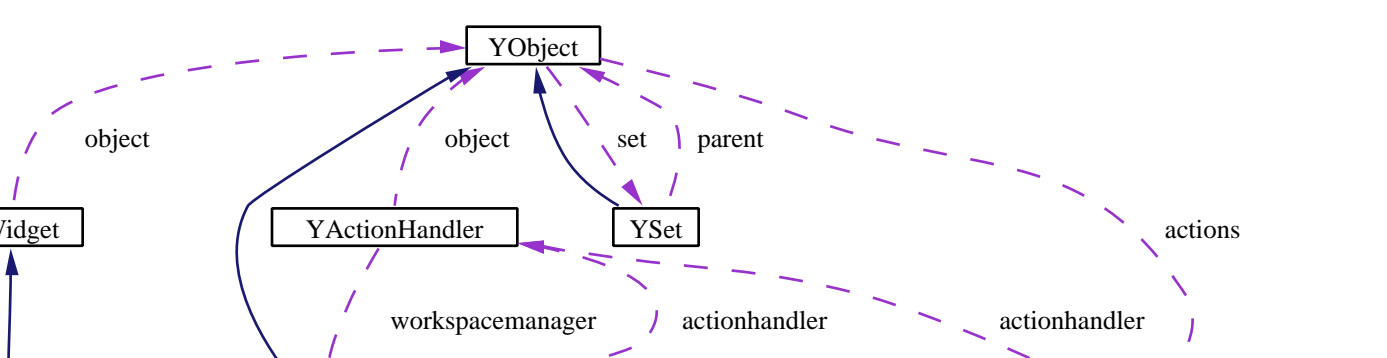 YObject
object
object
set
parent
YActionHandler
YSet
actions
workspacemanager
actionhandler
actionhandler